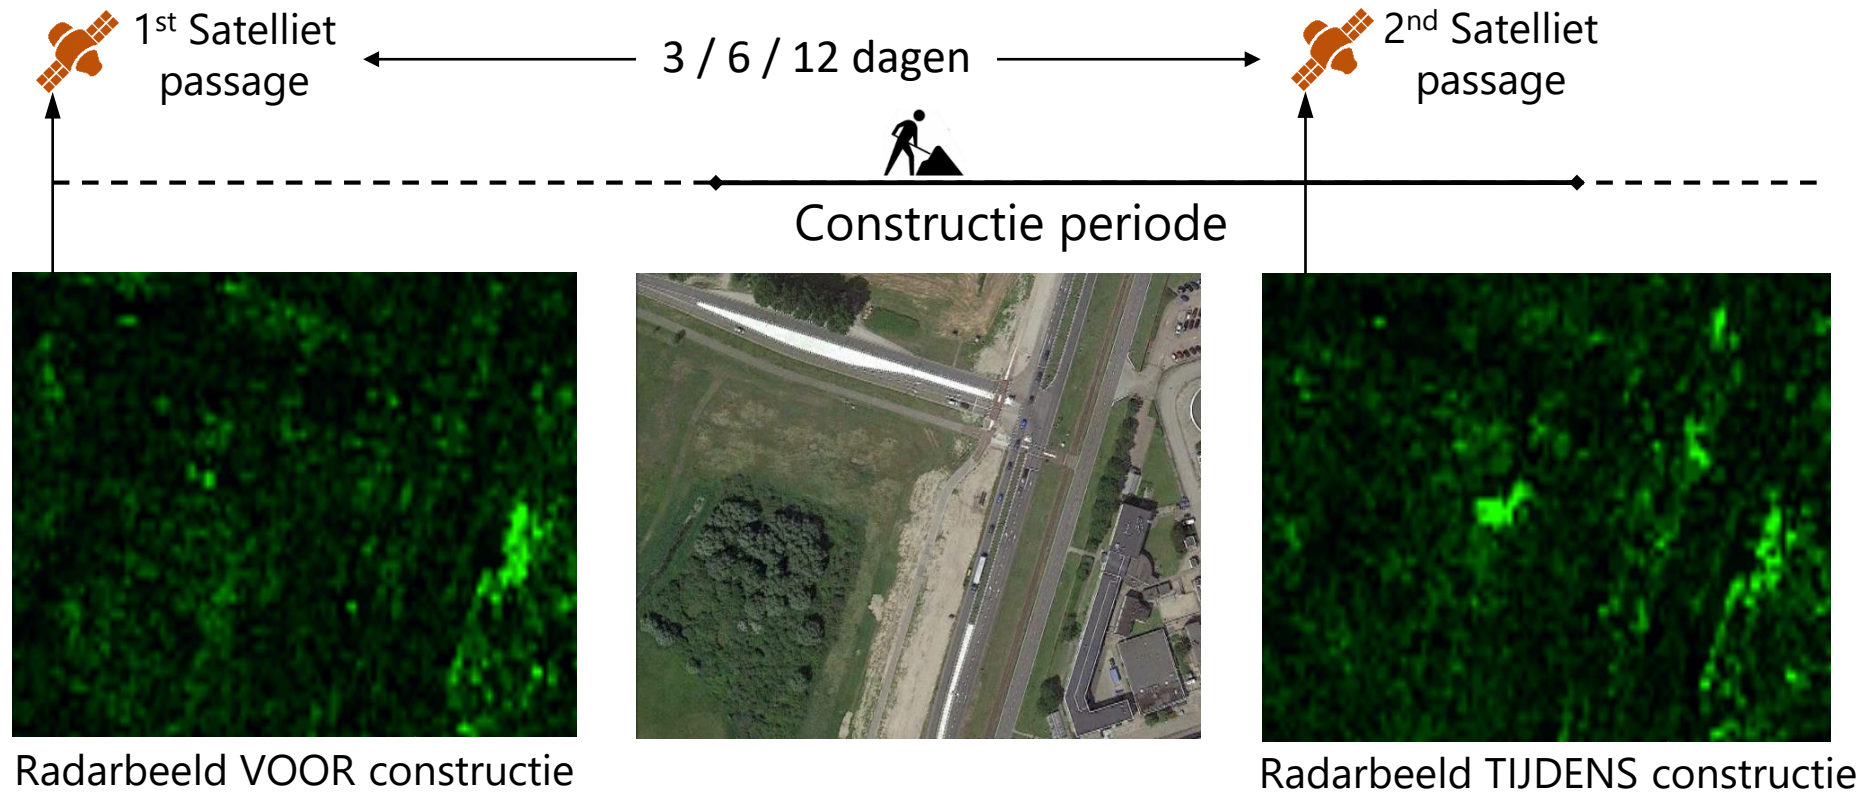 1st Satelliet
passage
3 / 6 / 12 dagen
2nd Satelliet
passage
Constructie periode
Radarbeeld VOOR constructie
Radarbeeld TIJDENS constructie